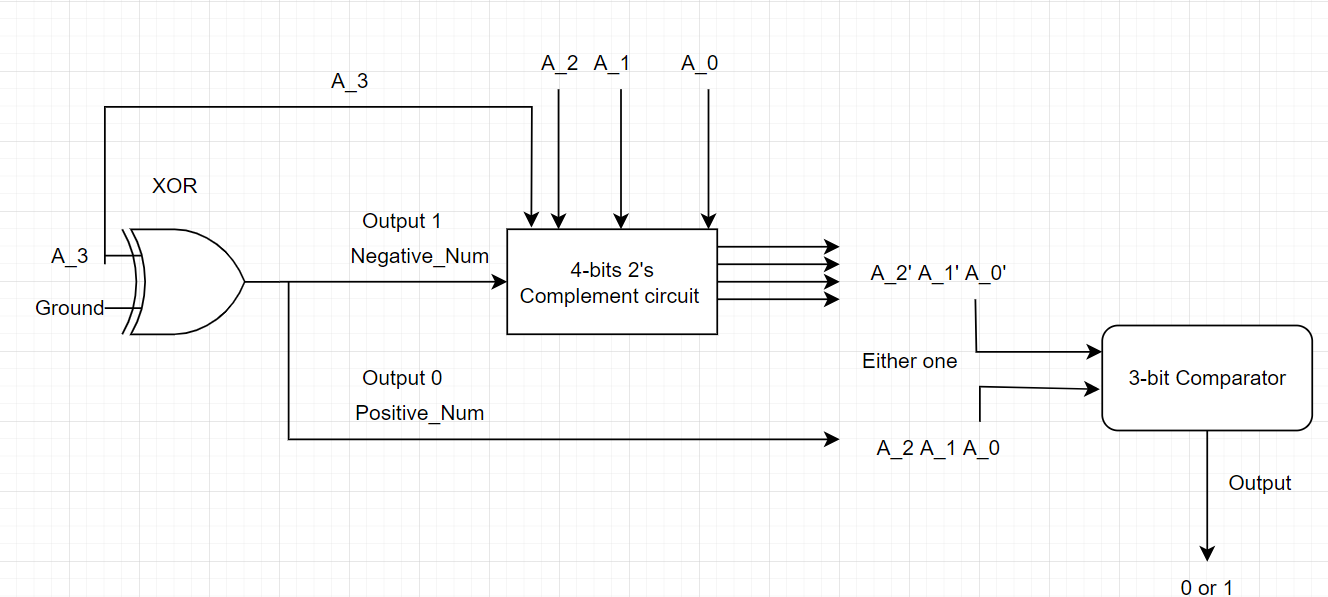 A_2 A_1 A_0
A_3
XOR
Output 1
A_3
Negative_Num
4-bits 2's
Complement circuit
A_2' A_1' A_0'
Ground
Either one
Output 0
3-bit Comparator
Positive_Num
A_2 A_1 A_0
Output
0 or 1